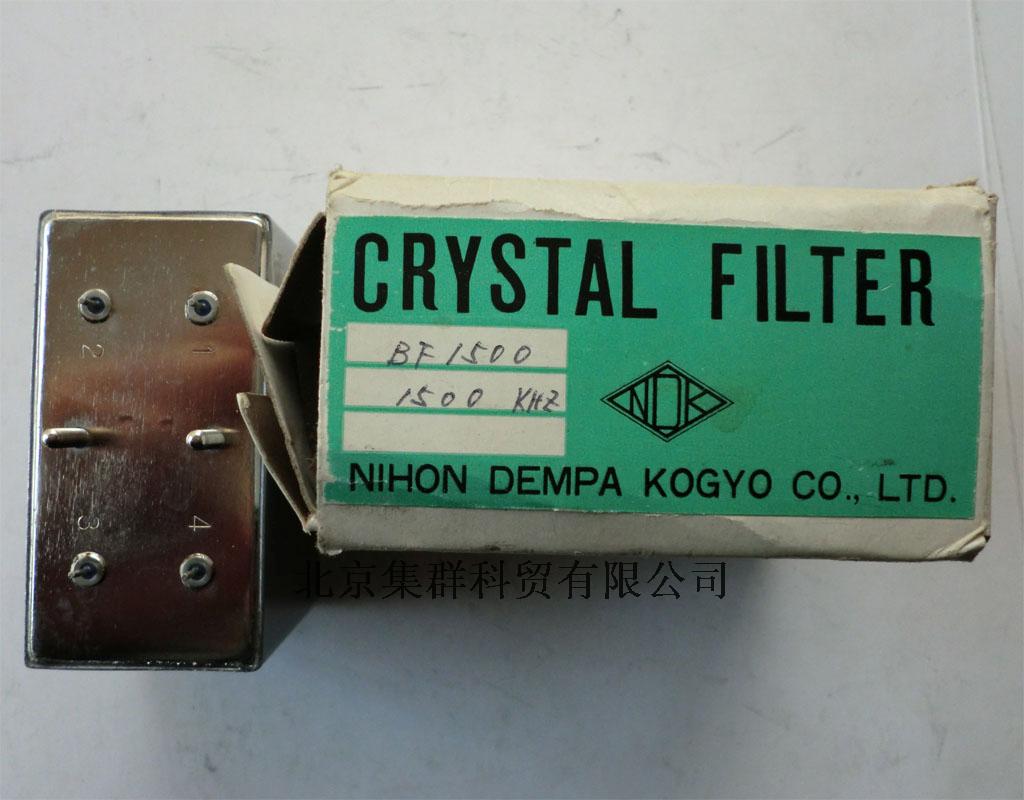 CRYSTAL FILTER
BF1500
1500 KHZ
NDK
NIHON DEMPA KOGYO CO., LTD.
2 1
3 4
北京集群科贸有限公司